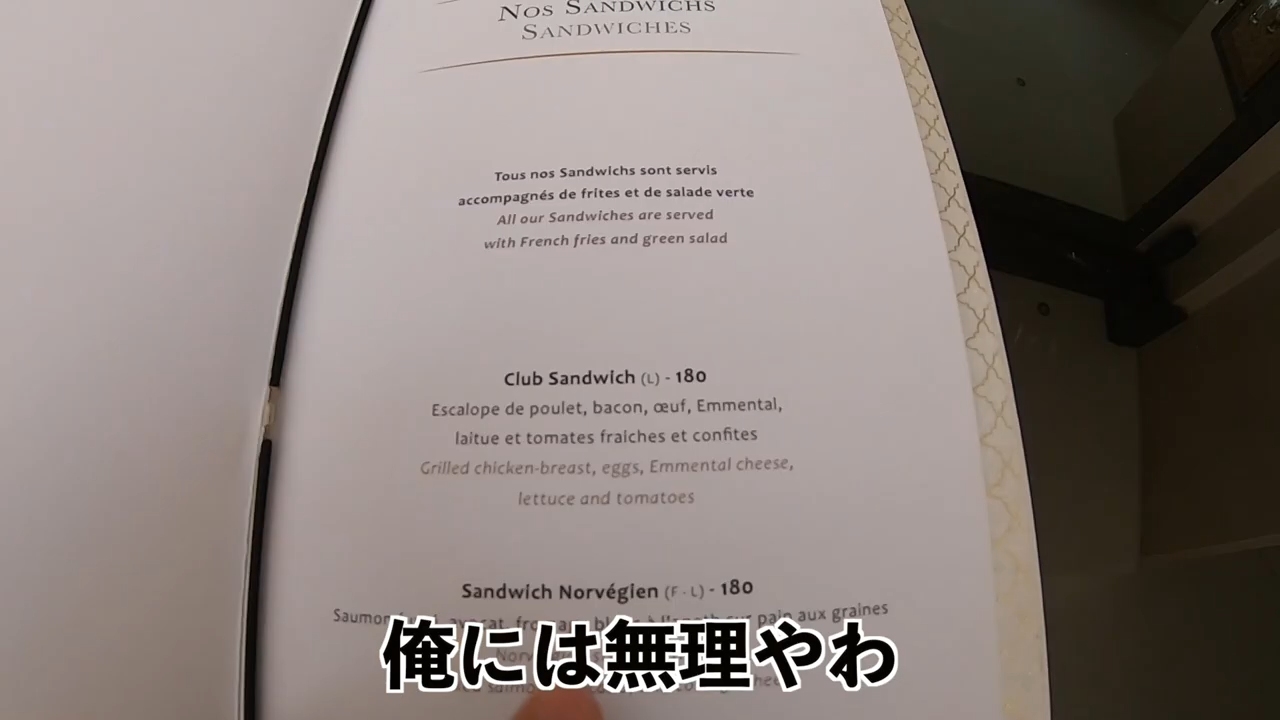 Nos Sandwichs
Sandwiches
Tous nos Sandwichs sont servis
accompagnés de frites et de salade verte
All our Sandwiches are served
with French fries and green salad
Club Sandwich (L) - 180
Escalope de poulet, bacon, œuf, Emmental,
laitue et tomates fraiches et confites
Grilled chicken-breast, eggs, Emmental cheese,
lettuce and tomatoes
Sandwich Norvégien (F - L) - 180
pain aux graines
俺には無理やわ